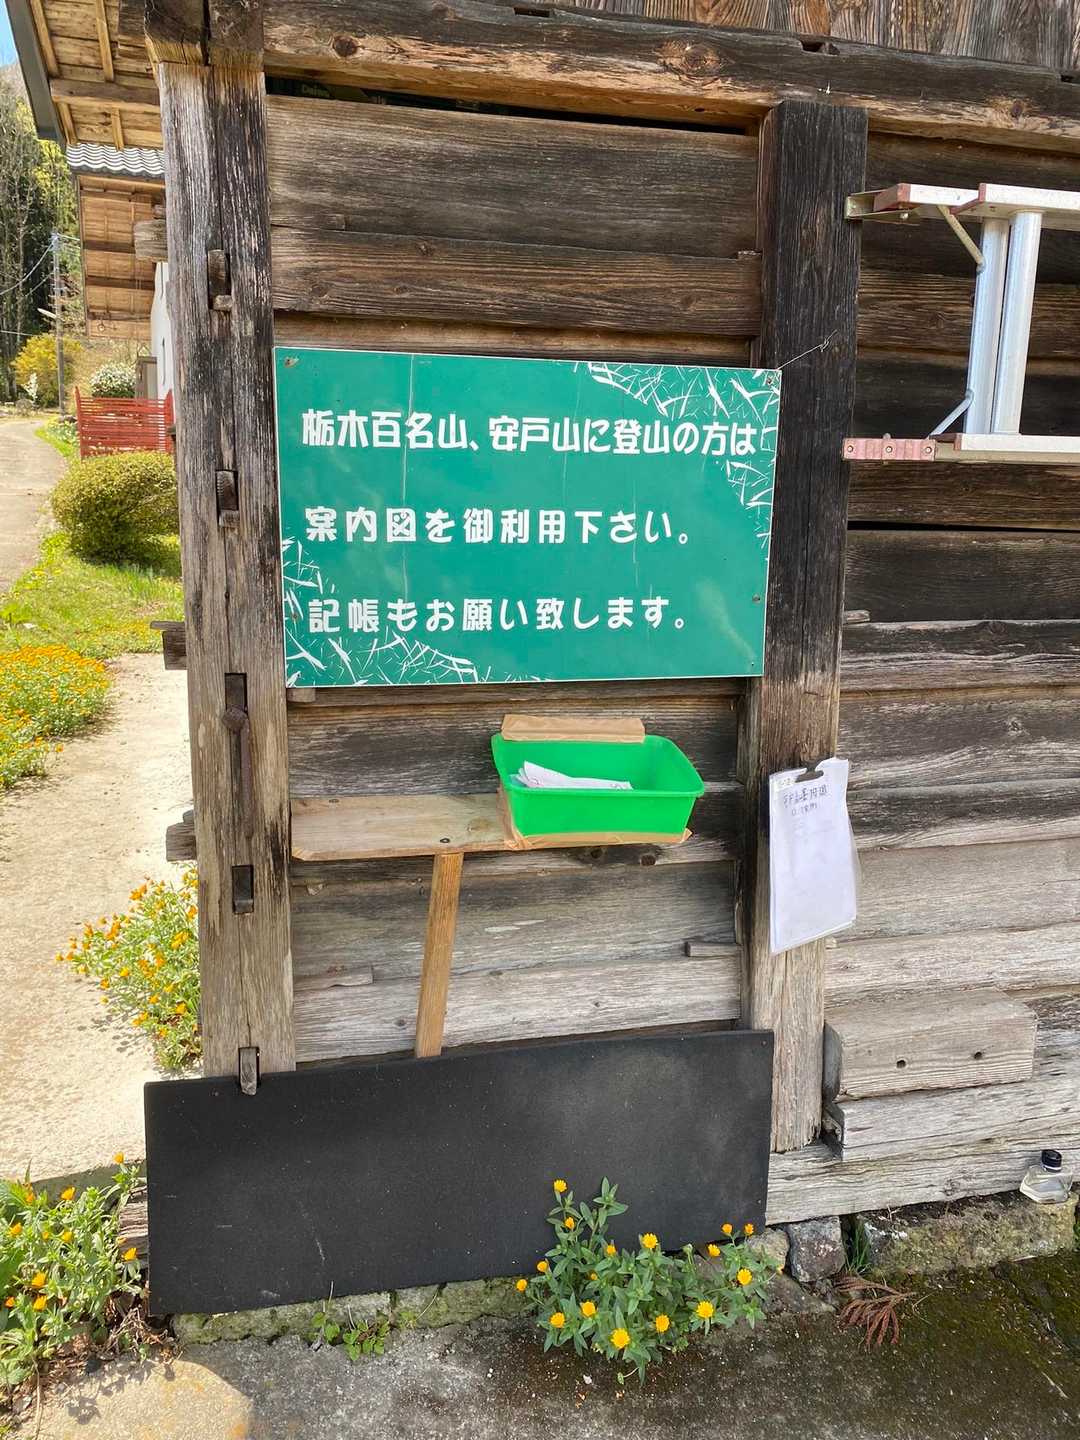 栃木百名山、安戸山に登山の方は
案内図を御利用下さい。
記帳もお願い致します。